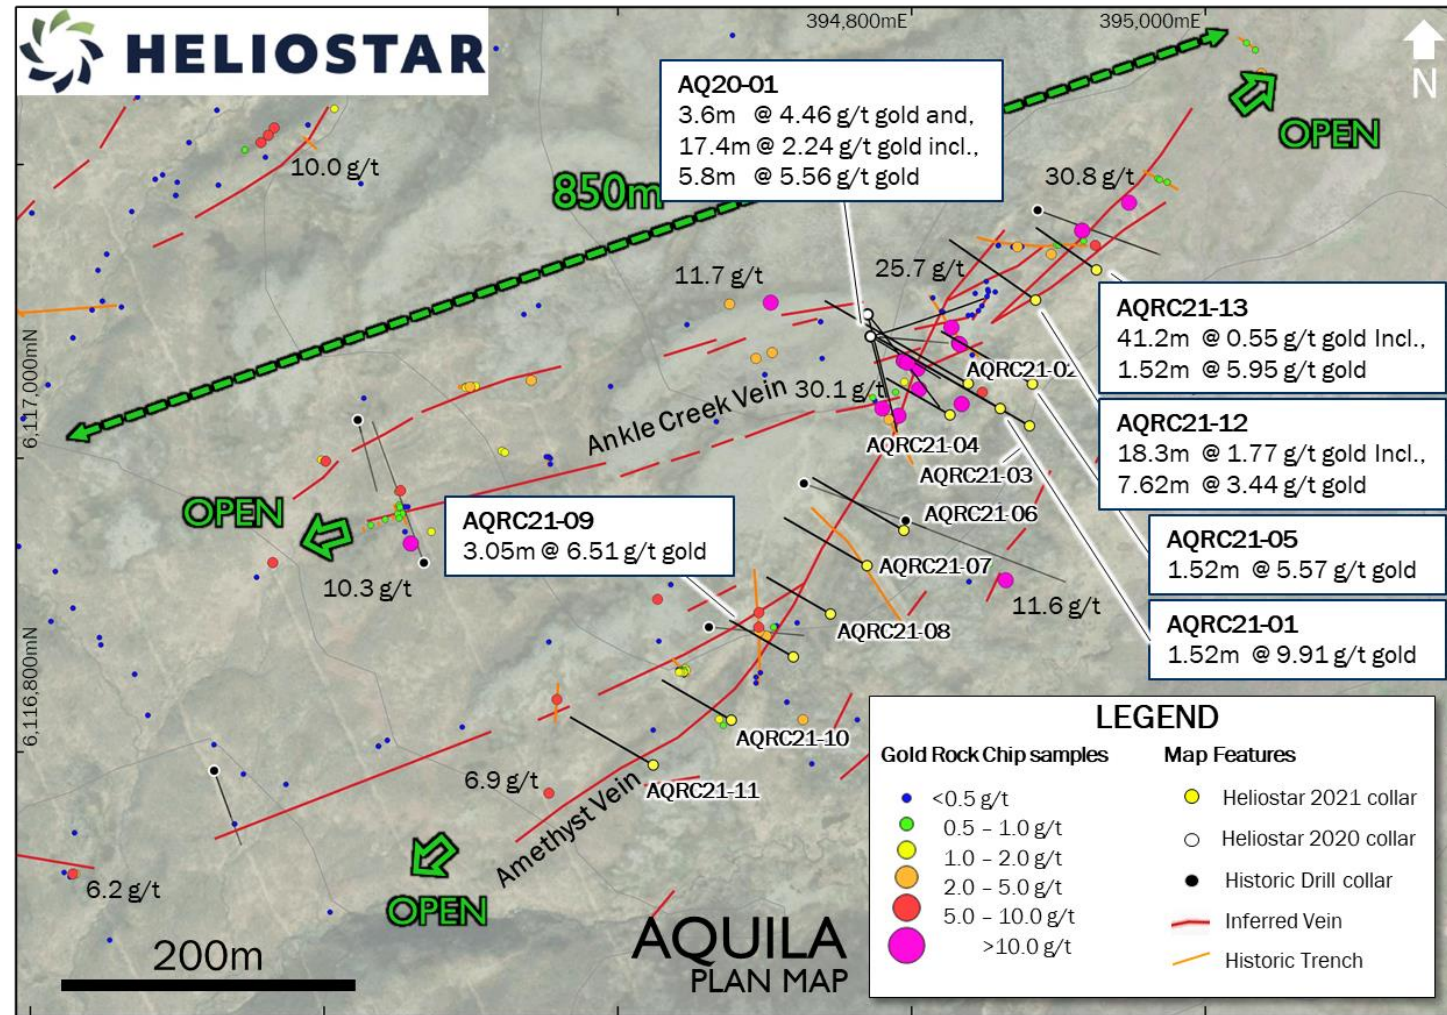 HELIOSTAR
394,800mE
395,000mE
N
AQ20-01
3.6m @ 4.46 g/t gold and,
17.4m @ 2.24 g/t gold incl.,
5.8m @ 5.56 g/t gold
OPEN
10.0 g/t
850m
30.8 g/t
11.7 g/t
25.7 g/t
AQRC21-13
41.2m @ 0.55 g/t gold Incl.,
1.52m @ 5.95 g/t gold
6,117,000mN
AQRC21-02
Ankle Creek Vein
30.1 g/t
AQRC21-12
18.3m @ 1.77 g/t gold Incl.,
7.62m @ 3.44 g/t gold
AQRC21-04
AQRC21-03
OPEN
AQRC21-09
3.05m @ 6.51 g/t gold
AQRC21-06
AQRC21-05
1.52m @ 5.57 g/t gold
AQRC21-07
10.3 g/t
11.6 g/t
AQRC21-08
AQRC21-01
1.52m @ 9.91 g/t gold
6,116,800mN
AQRC21-10
6.9 g/t
AQRC21-11
Amethyst Vein
6.2 g/t
OPEN
200m
AQUILA
PLAN MAP
LEGEND
Gold Rock Chip samples
<0.5 g/t
0.5 – 1.0 g/t
1.0 – 2.0 g/t
2.0 – 5.0 g/t
5.0 – 10.0 g/t
>10.0 g/t
Map Features
Heliostar 2021 collar
Heliostar 2020 collar
Historic Drill collar
Inferred Vein
Historic Trench